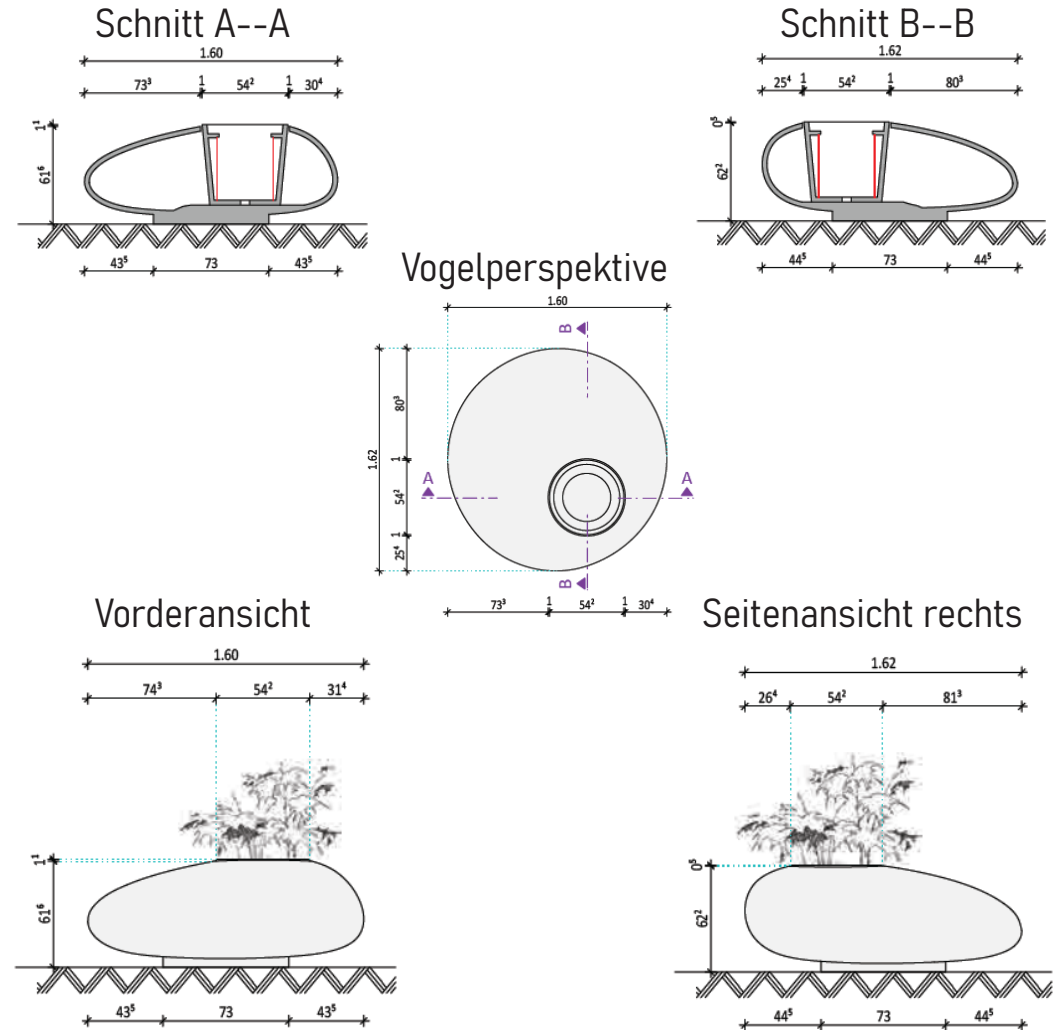 Schnitt A--A
1.60
73³ 1 54² 1 30⁴
1¹
61⁶
43⁵ 73 43⁵
Schnitt B--B
1.62
25⁴ 1 54² 1 80³
0⁵
62²
44⁵ 73 44⁵
Vogelperspektive
1.60
B
80³
1.62
1
A A
54²
1
25⁴
B
73³ 1 54² 1 30⁴
Vorderansicht
1.60
74³ 54² 31⁴
1¹
61⁶
43⁵ 73 43⁵
Seitenansicht rechts
1.62
26⁴ 54² 81³
0⁵
62²
44⁵ 73 44⁵